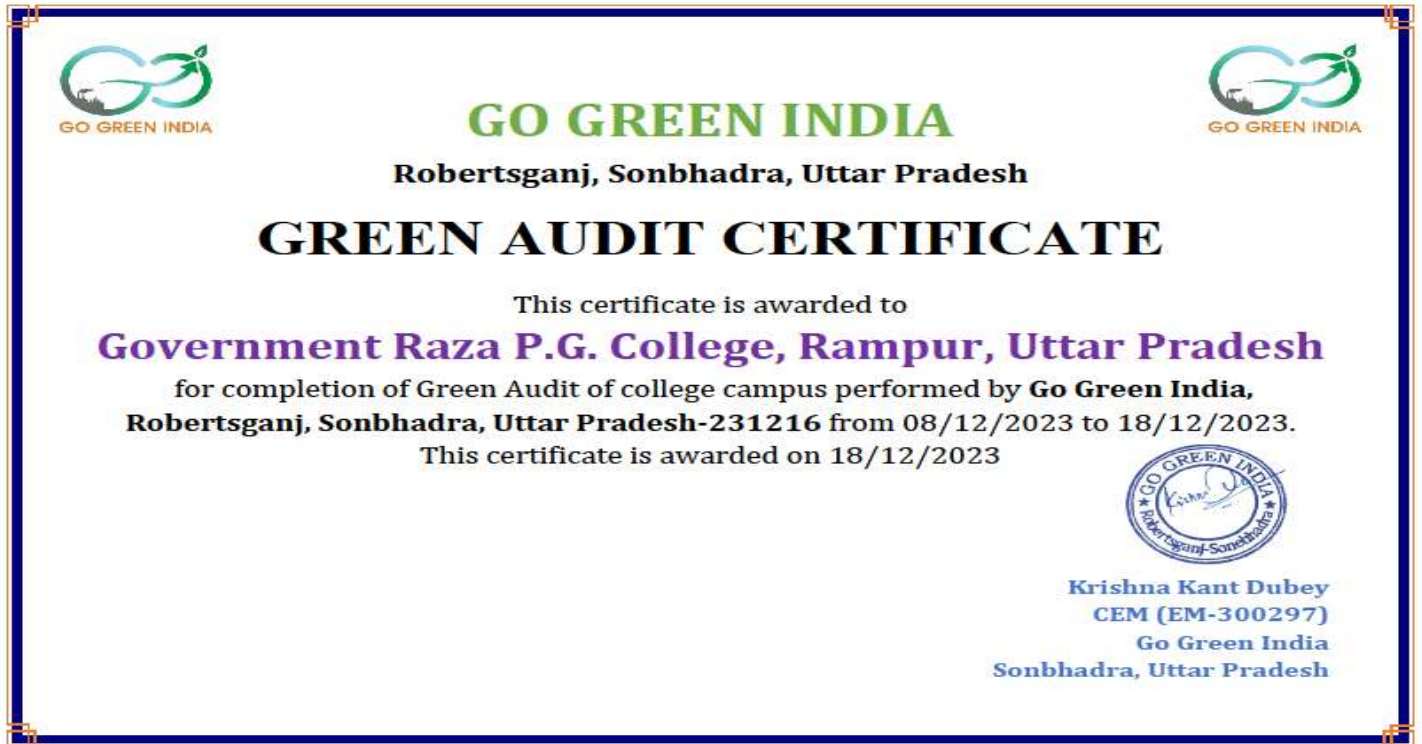 GO GREEN INDIA
GO GREEN INDIA
GO GREEN INDIA
Robertsganj, Sonbhadra, Uttar Pradesh
GREEN AUDIT CERTIFICATE
This certificate is awarded to
Government Raza P.G. College, Rampur, Uttar Pradesh
for completion of Green Audit of college campus performed by Go Green India,
Robertsganj, Sonbhadra, Uttar Pradesh-231216 from 08/12/2023 to 18/12/2023.
This certificate is awarded on 18/12/2023
GO GREEN INDIA
Robertsganj-Sonebhadra
Krishna Kant Dubey
CEM (EM-300297)
Go Green India
Sonbhadra, Uttar Pradesh